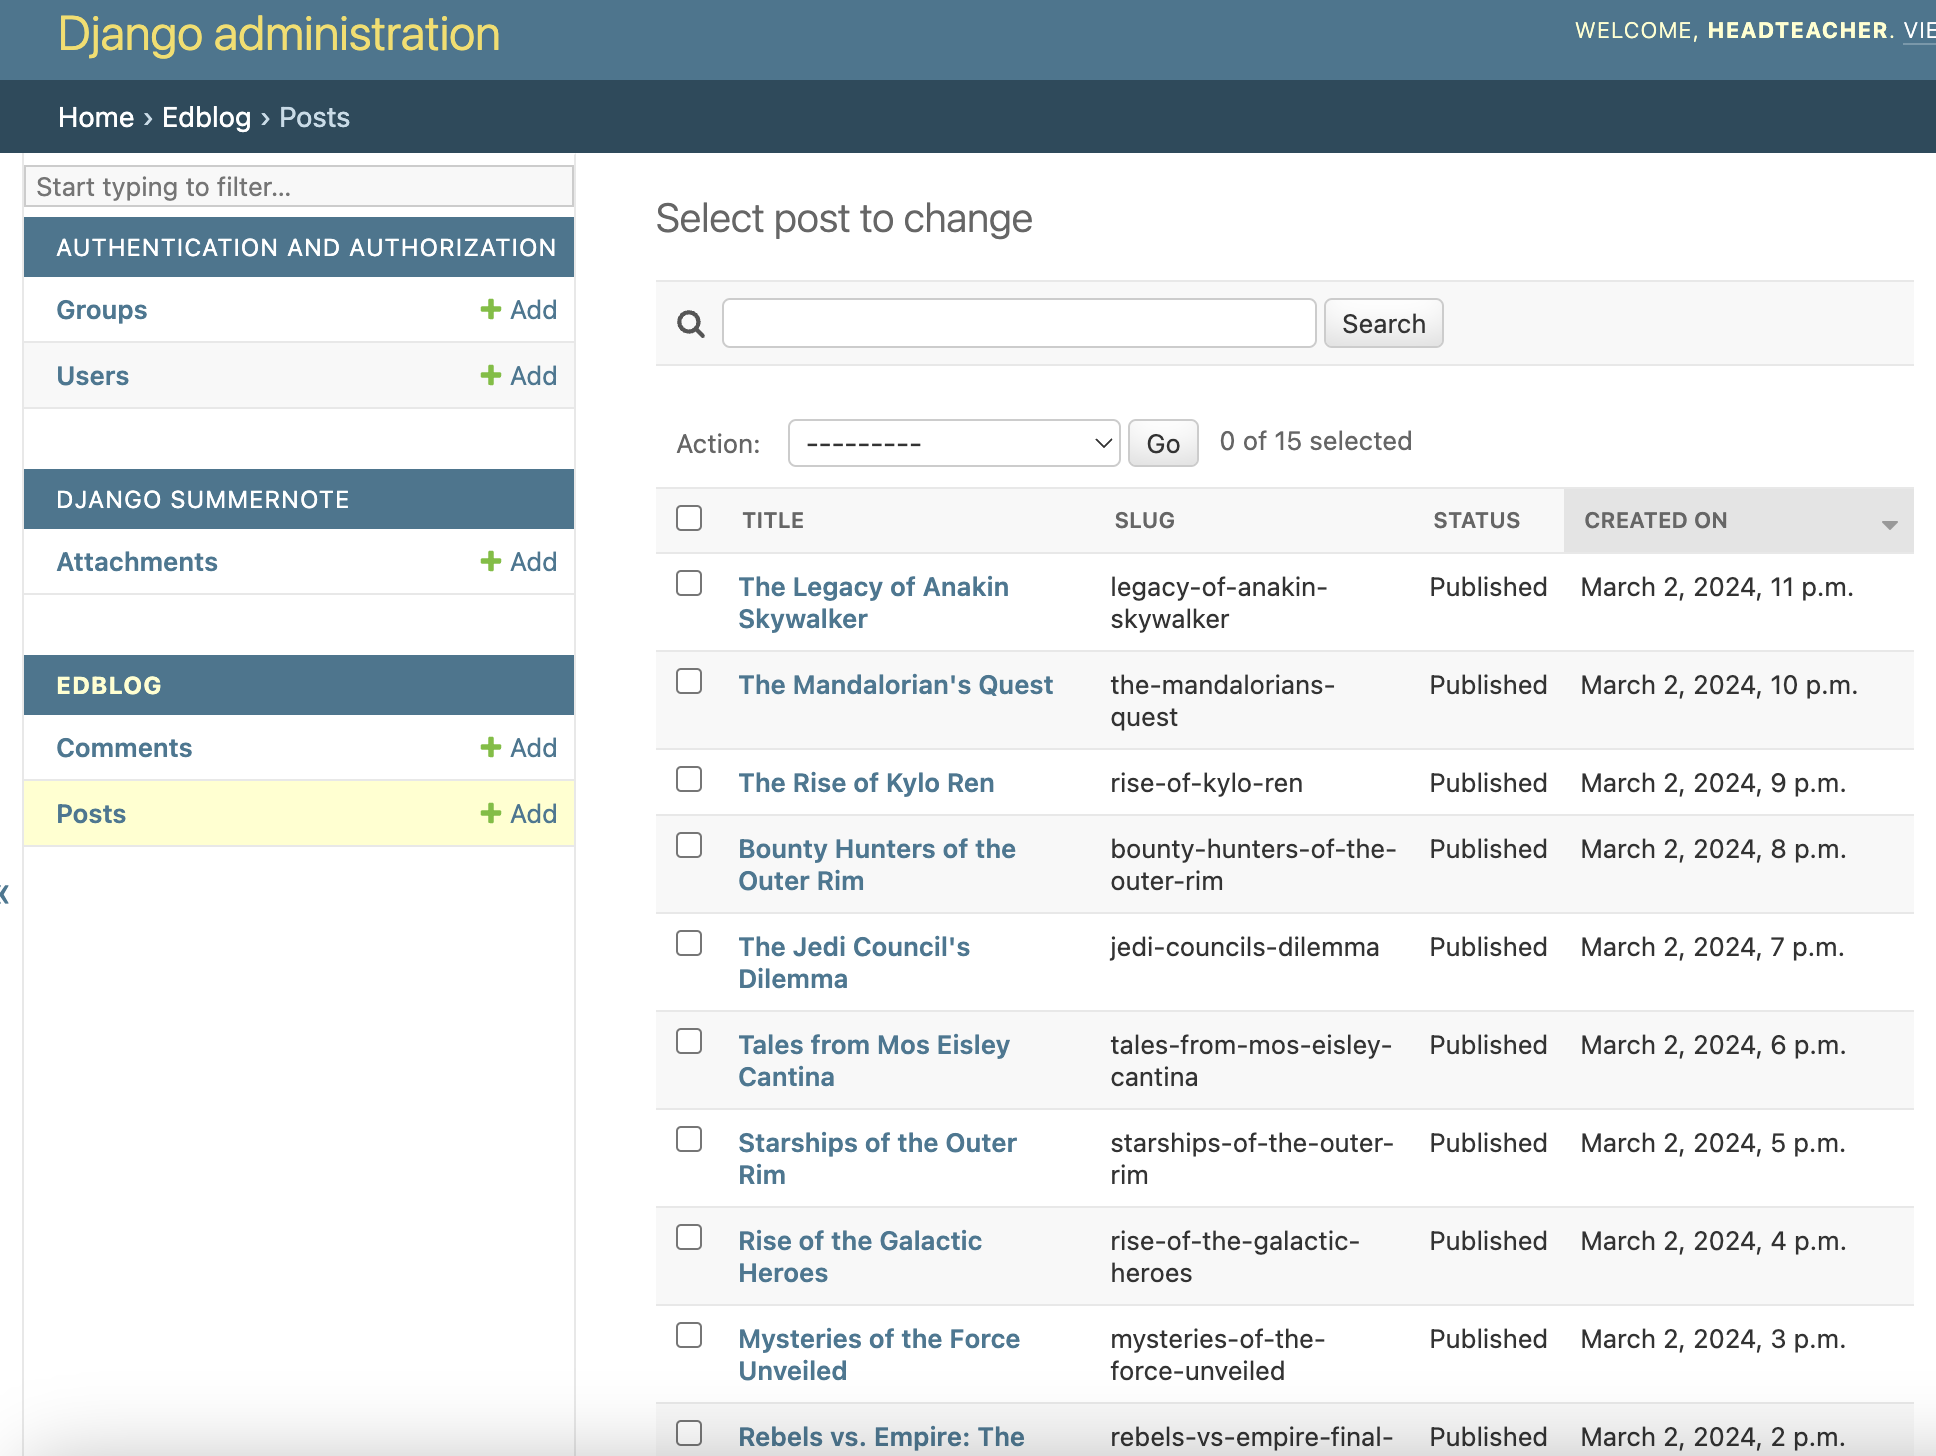 Django administration
WELCOME, HEADTEACHER. VIE
Home › Edblog › Posts
Start typing to filter...
AUTHENTICATION AND AUTHORIZATION
Groups + Add
Users + Add
DJANGO SUMMERNOTE
Attachments + Add
EDBLOG
Comments + Add
Posts + Add
«
Select post to change
Search
Action: --------- Go 0 of 15 selected
TITLE SLUG STATUS CREATED ON
The Legacy of Anakin legacy-of-anakin- Published March 2, 2024, 11 p.m.
Skywalker skywalker
The Mandalorian's Quest the-mandalorians- Published March 2, 2024, 10 p.m.
quest
The Rise of Kylo Ren rise-of-kylo-ren Published March 2, 2024, 9 p.m.
Bounty Hunters of the bounty-hunters-of-the- Published March 2, 2024, 8 p.m.
Outer Rim outer-rim
The Jedi Council's jedi-councils-dilemma Published March 2, 2024, 7 p.m.
Dilemma
Tales from Mos Eisley tales-from-mos-eisley- Published March 2, 2024, 6 p.m.
Cantina cantina
Starships of the Outer starships-of-the-outer- Published March 2, 2024, 5 p.m.
Rim rim
Rise of the Galactic rise-of-the-galactic- Published March 2, 2024, 4 p.m.
Heroes heroes
Mysteries of the Force mysteries-of-the- Published March 2, 2024, 3 p.m.
Unveiled force-unveiled
Rebels vs. Empire: The rebels-vs-empire-final- Published March 2, 2024, 2 p.m.